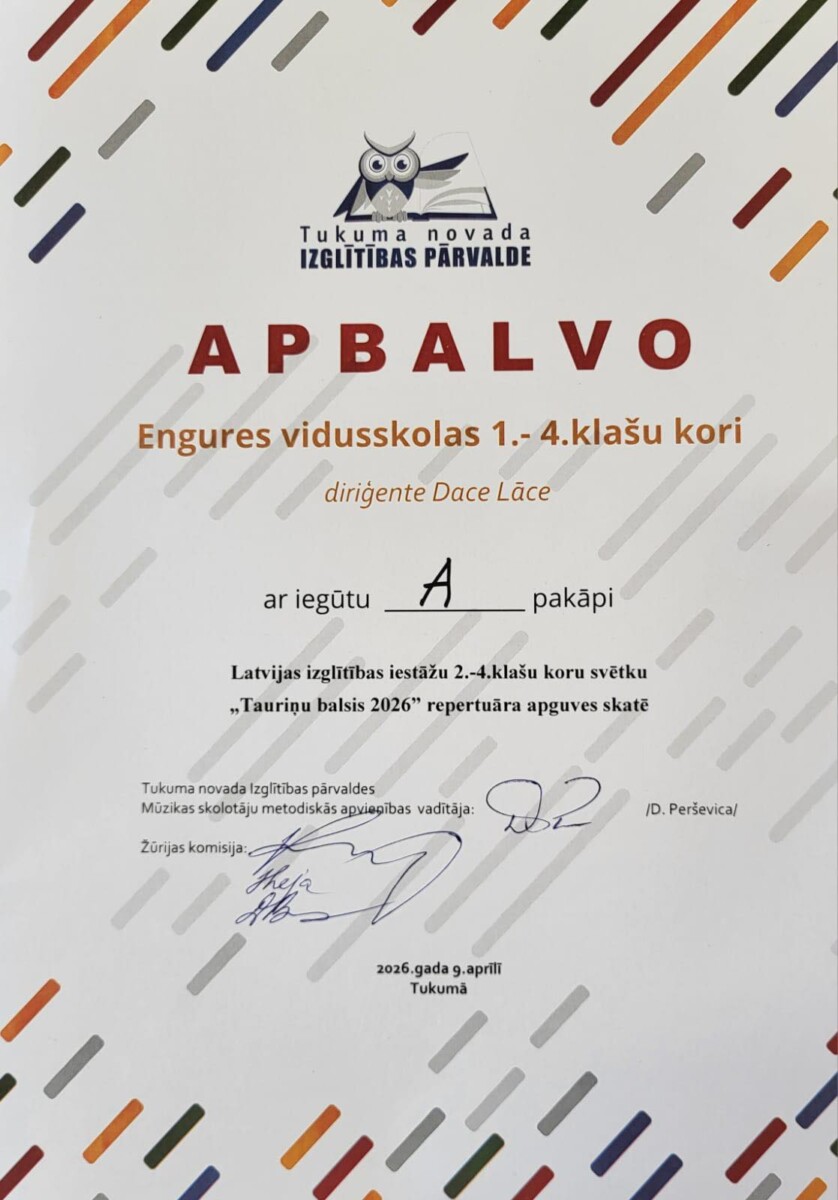 Tukuma novada
IZGLĪTĪBAS PĀRVALDE
APBALVO
Engures vidusskolas 1.- 4.klašu kori
diriģente Dace Lāce
ar iegūtu A pakāpi
Latvijas izglītības iestāžu 2.-4.klašu koru svētku
„Tauriņu balsis 2026” repertuāra apguves skatē
Tukuma novada Izglītības pārvaldes
Mūzikas skolotāju metodiskās apvienības vadītāja: /D. Perševica/
Žūrijas komisija:
2026.gada 9.aprīlī
Tukumā